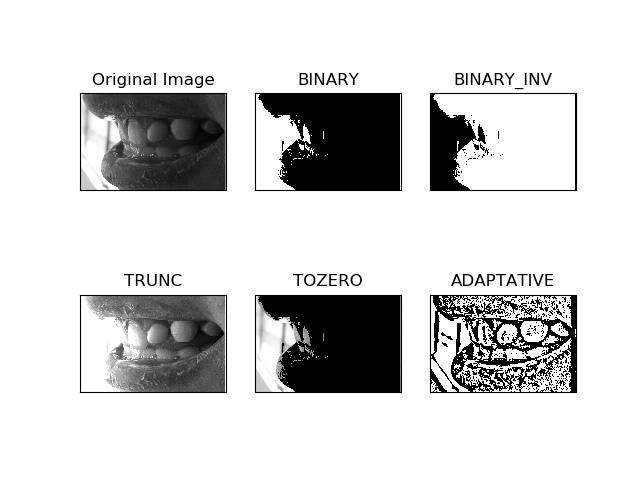 Original Image
BINARY
BINARY_INV
TRUNC
TOZERO
ADAPTATIVE